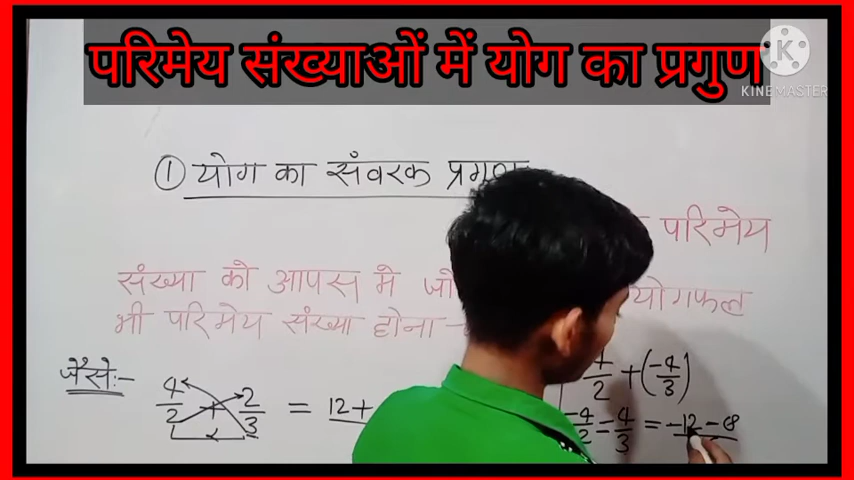 परिमेय संख्याओं में योग का प्रगुण
KINEMASTER
① योग का संवरक प्रगुण
परिमेय
संख्या को आपस मे जो योगफल
भी परिमेय संख्या होना
जैसे:- 4/2 + 2/3 = 12+
/2 + (-4/3)
-4/2 - 4/3 = -12-8